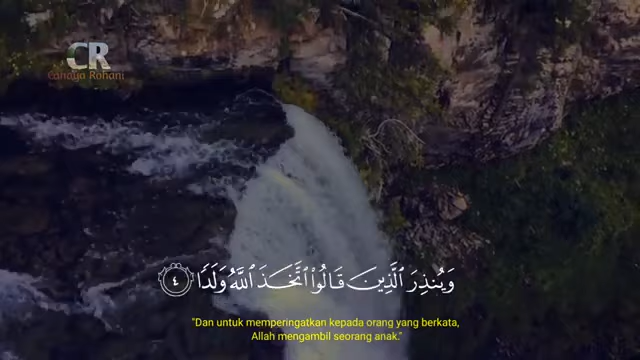 CR
Cahaya Rohani
وَيُنذِرَ ٱلَّذِينَ قَالُوا۟ ٱتَّخَذَ ٱللَّهُ وَلَدًا ٤
"Dan untuk memperingatkan kepada orang yang berkata,
Allah mengambil seorang anak."